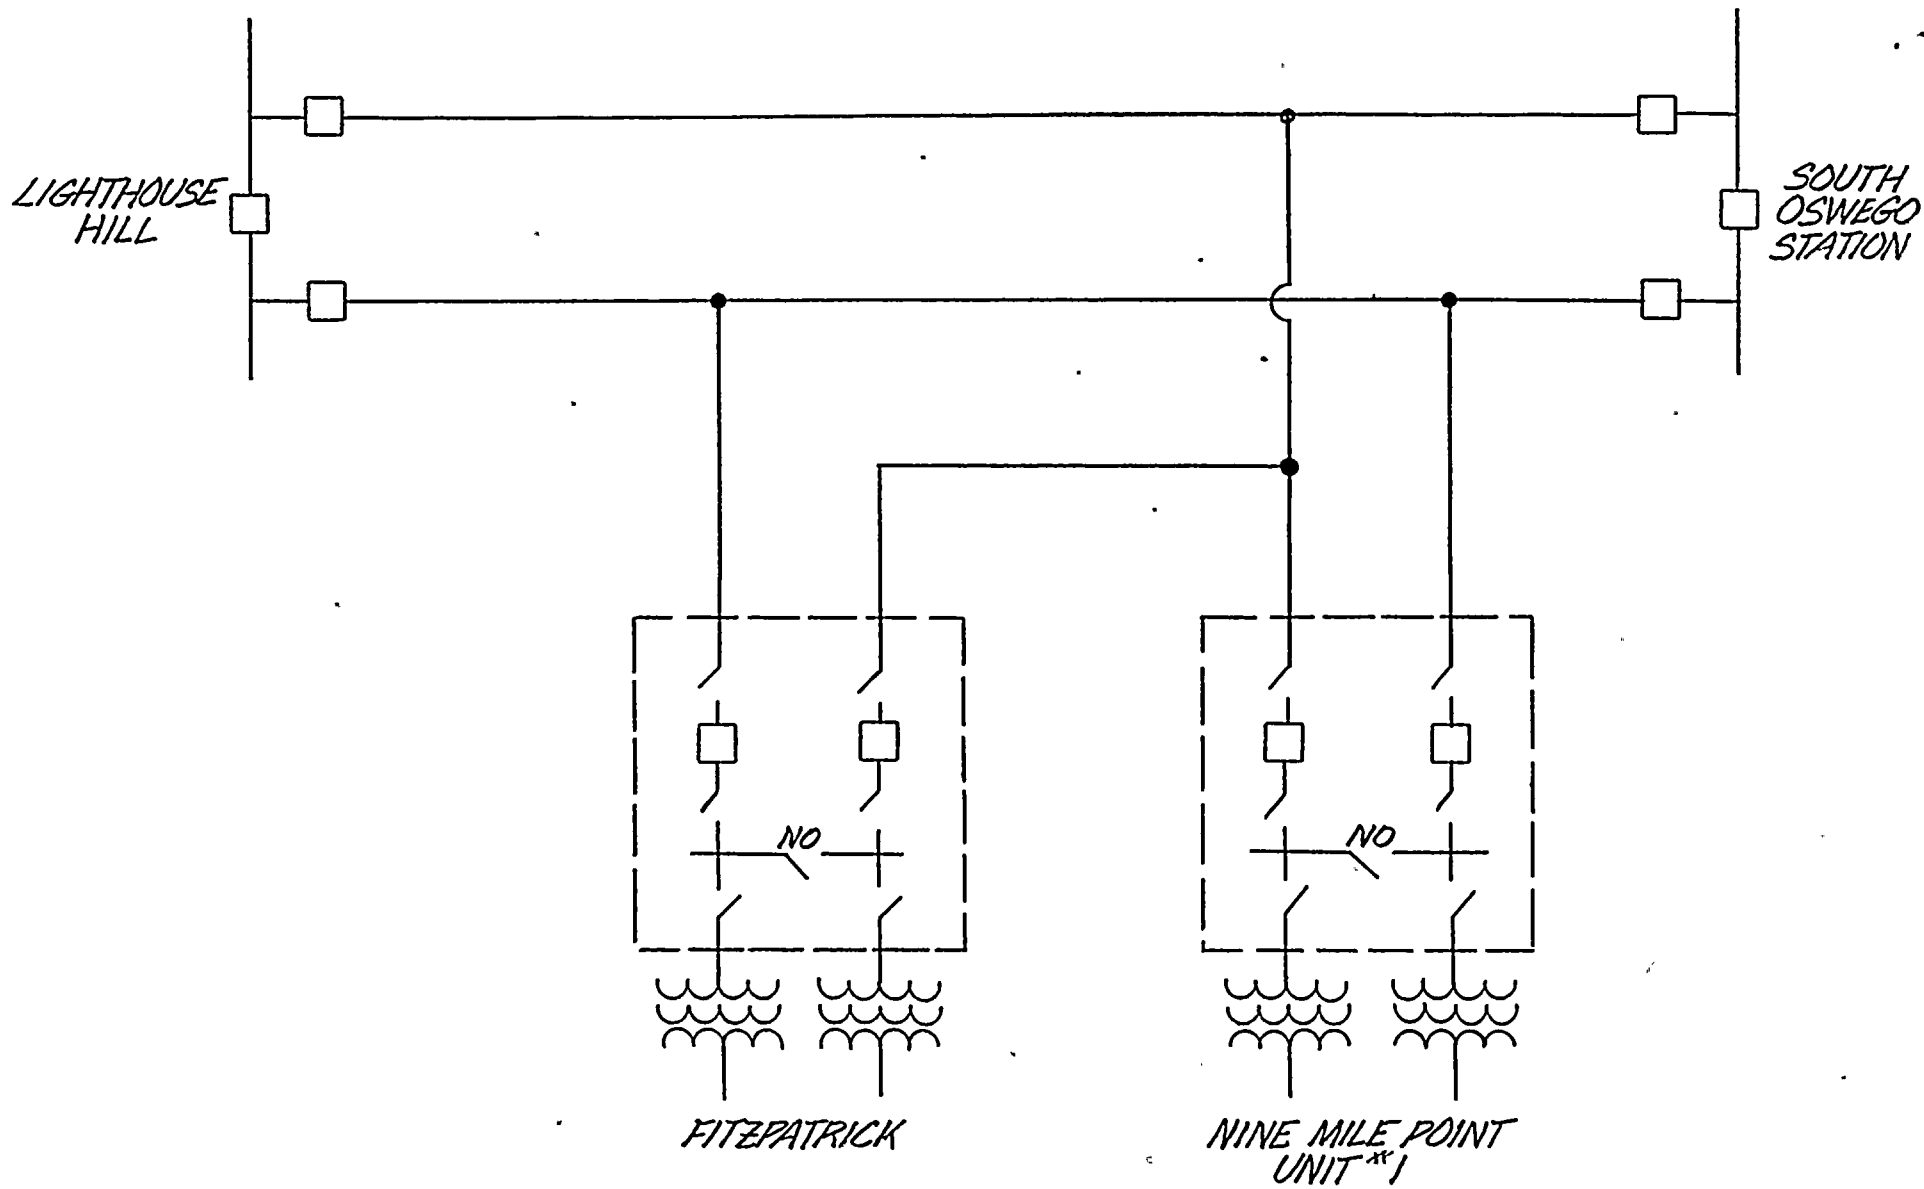 LIGHTHOUSE
HILL
SOUTH
OSWEGO
STATION
NO
NO
FITZPATRICK
NINE MILE POINT
UNIT #1